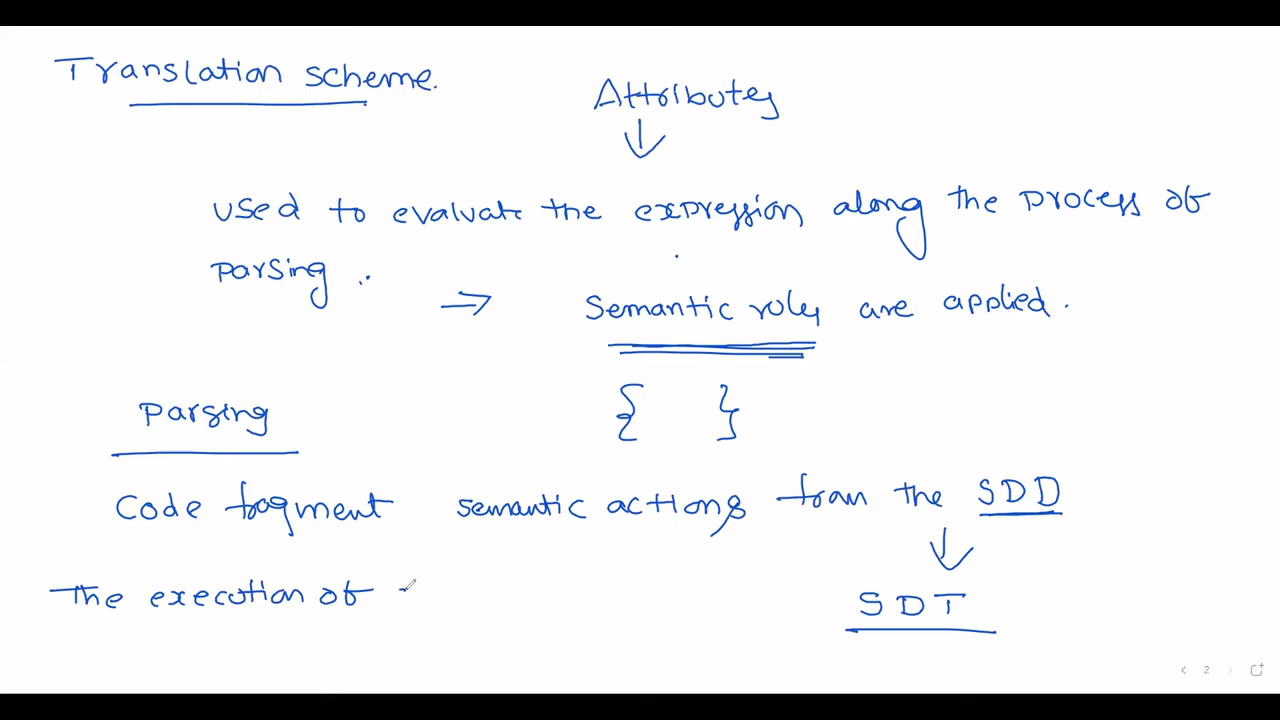 Translation scheme.
Attributes
used to evaluate the expression along the process of
parsing.
⇒ Semantic rules are applied.
{ }
Parsing
Code fragment semantic actions from the SDD
The execution of
SDT
2